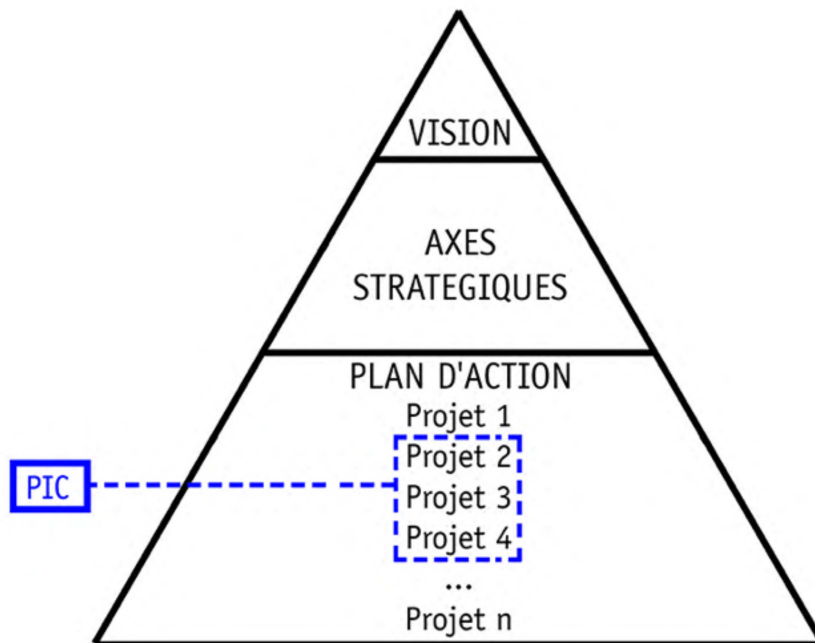 VISION
AXES
STRATEGIQUES
PLAN D'ACTION
Projet 1
Projet 2
PIC
Projet 3
Projet 4
...
Projet n